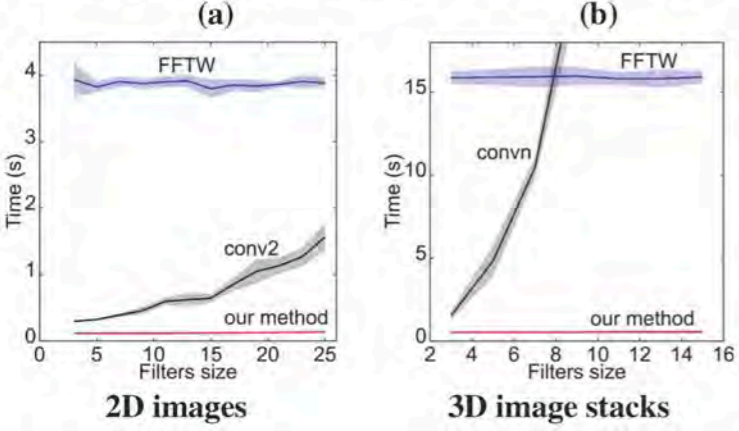 (a)
4
3
2
1
0
Time (s)
FFTW
conv2
our method
0 5 10 15 20 25
Filters size
2D images
(b)
15
10
5
0
Time (s)
FFTW
convn
our method
2 4 6 8 10 12 14 16
Filters size
3D image stacks